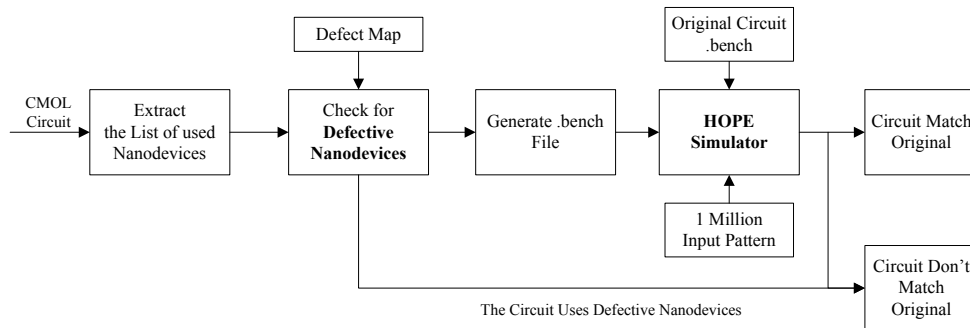 Defect Map
Original Circuit
.bench
CMOL
Circuit
Extract
the List of used
Nanodevices
Check for
Defective
Nanodevices
Generate .bench
File
HOPE
Simulator
Circuit Match
Original
1 Million
Input Pattern
Circuit Don’t
Match
Original
The Circuit Uses Defective Nanodevices